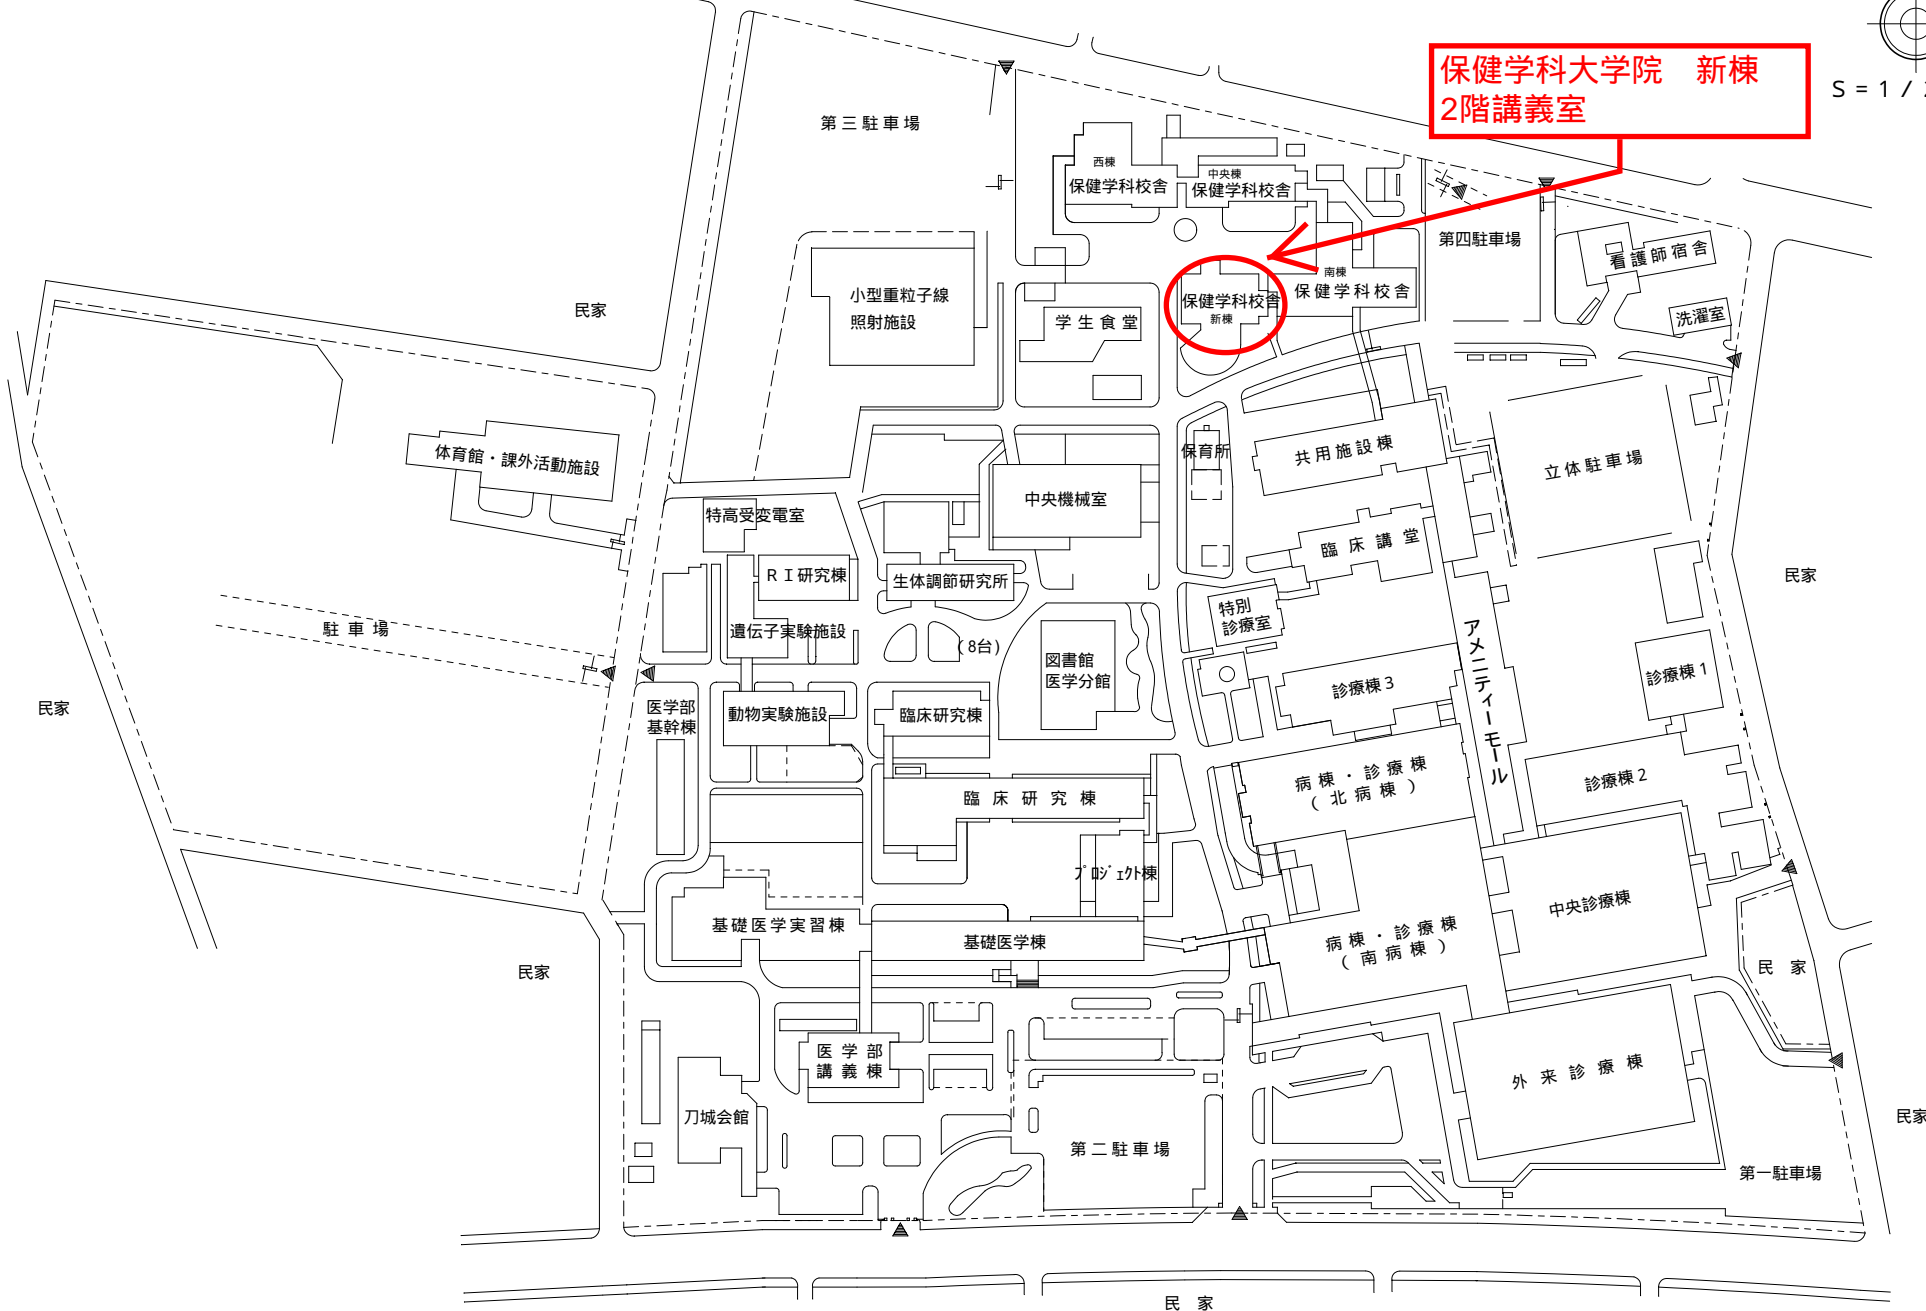 保健学科大学院　新棟
2階講義室
S = 1 /
第三駐車場
西棟
保健学科校舎
中央棟
保健学科校舎
第四駐車場
看護師宿舎
洗濯室
南棟
保健学科校舎
保健学科校舎
新棟
小型重粒子線
照射施設
学生食堂
民家
体育館・課外活動施設
保育所
共用施設棟
立体駐車場
中央機械室
特高受変電室
臨床講堂
RI研究棟
生体調節研究所
民家
特別
診療室
遺伝子実験施設
(8台)
駐車場
アメニティーモール
図書館
医学分館
診療棟3
診療棟1
民家
医学部
基幹棟
動物実験施設
臨床研究棟
病棟・診療棟
(北病棟)
診療棟2
臨床研究棟
プロジェクト棟
中央診療棟
基礎医学実習棟
基礎医学棟
病棟・診療棟
(南病棟)
民家
民家
医学部
講義棟
外来診療棟
刀城会館
民家
第二駐車場
第一駐車場
民家